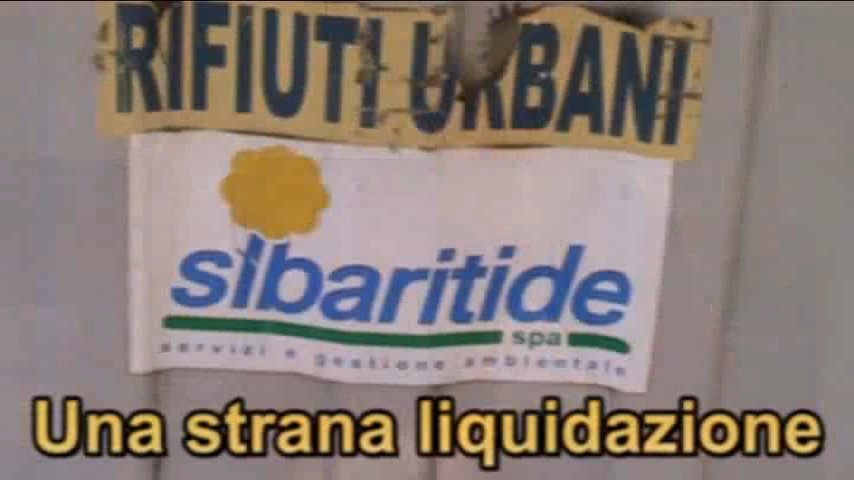 RIFIUTI URBANI
sibaritide
spa
servizi e gestione ambientale
Una strana liquidazione